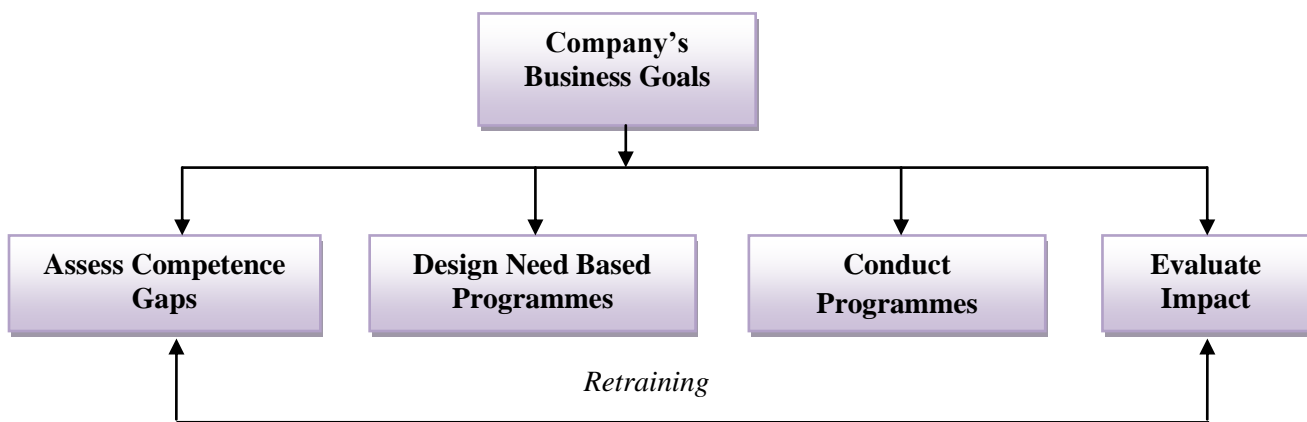 Company’s
Business Goals
Assess Competence
Gaps
Design Need Based
Programmes
Conduct
Programmes
Evaluate
Impact
Retraining